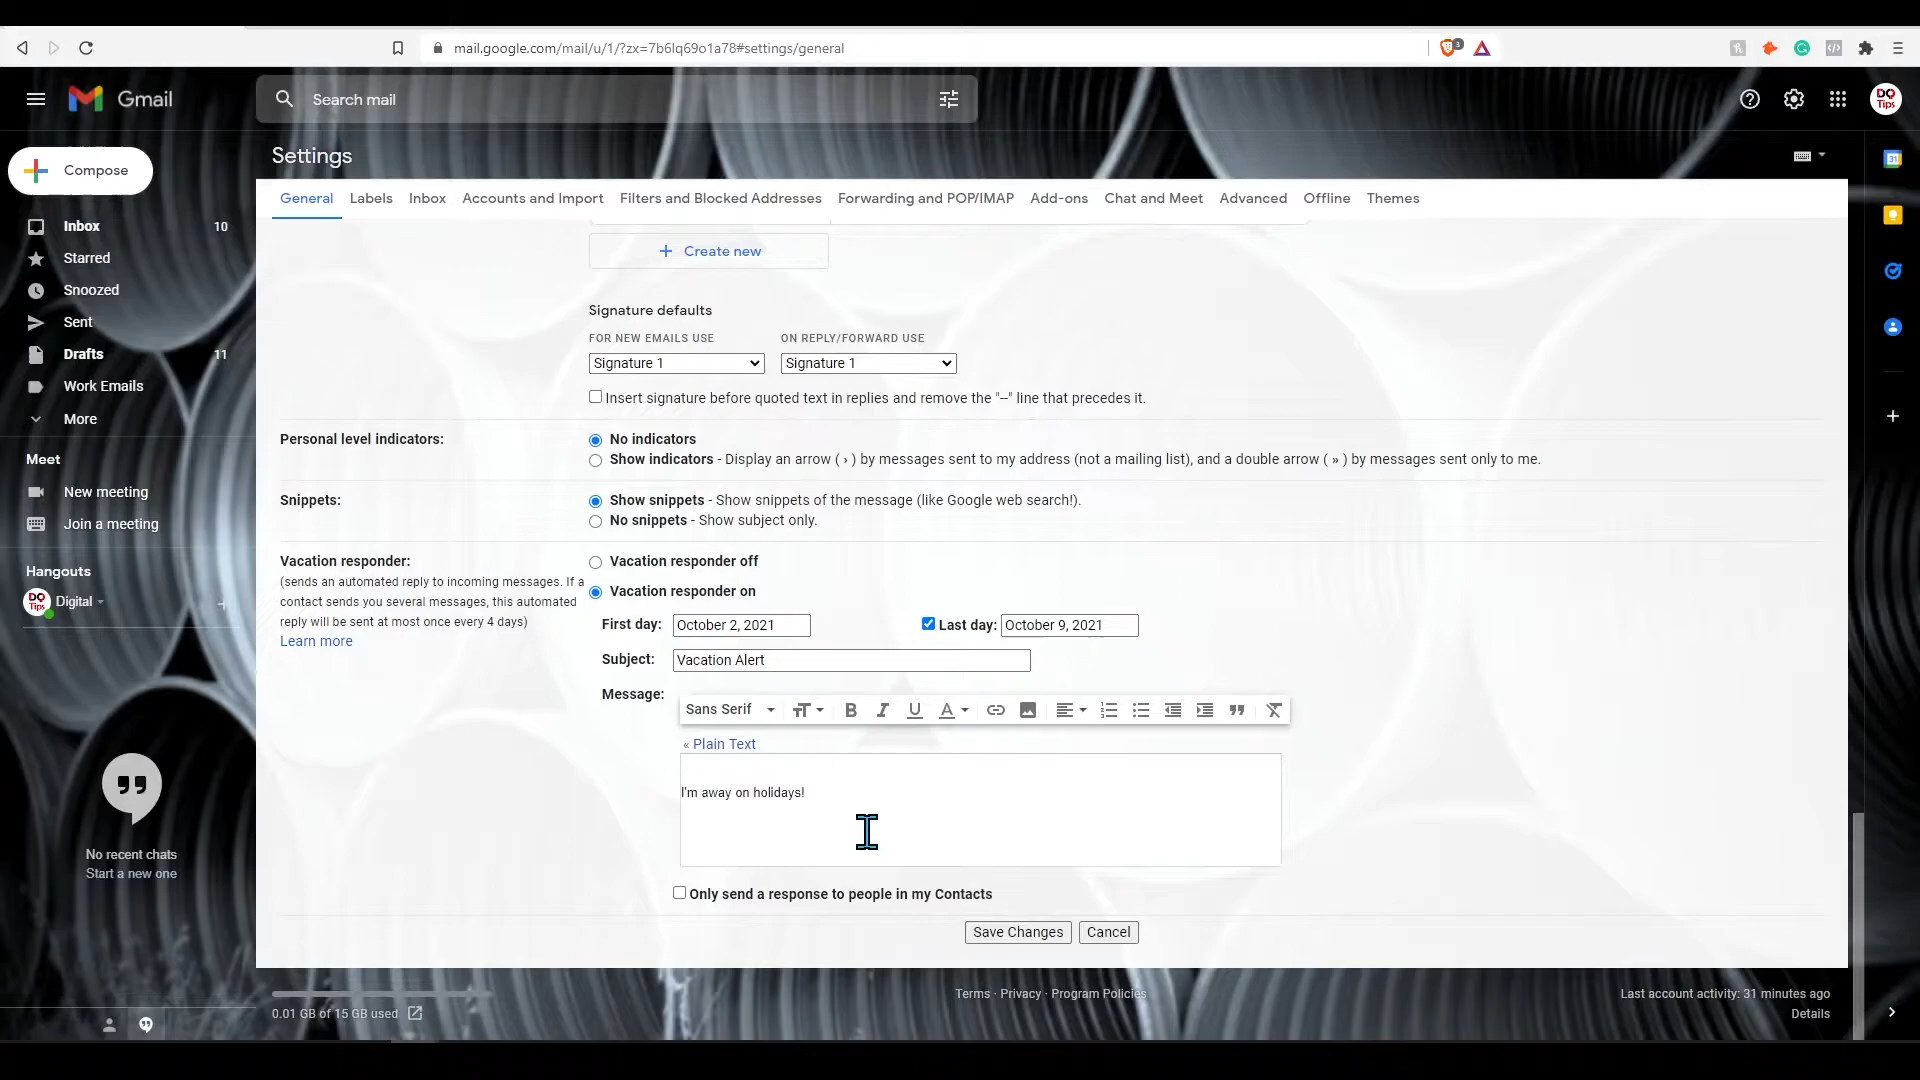 mail.google.com/mail/u/1/?zx=7b6lq69o1a78#settings/general
3
Gmail
Search mail
DQ Tips
Compose
Inbox 10
Starred
Snoozed
Sent
Drafts 11
Work Emails
More
Meet
New meeting
Join a meeting
Hangouts
DQ Tips
Digital
No recent chats
Start a new one
Settings
General Labels Inbox Accounts and Import Filters and Blocked Addresses Forwarding and POP/IMAP Add-ons Chat and Meet Advanced Offline Themes
+ Create new
Signature defaults
FOR NEW EMAILS USE ON REPLY/FORWARD USE
Signature 1 Signature 1
Insert signature before quoted text in replies and remove the "--" line that precedes it.
Personal level indicators:
No indicators
Show indicators - Display an arrow ( › ) by messages sent to my address (not a mailing list), and a double arrow ( » ) by messages sent only to me.
Snippets:
Show snippets - Show snippets of the message (like Google web search!).
No snippets - Show subject only.
Vacation responder:
(sends an automated reply to incoming messages. If a
contact sends you several messages, this automated
reply will be sent at most once every 4 days)
Learn more
Vacation responder off
Vacation responder on
First day: October 2, 2021 Last day: October 9, 2021
Subject: Vacation Alert
Message:
Sans Serif
« Plain Text
I'm away on holidays!
Only send a response to people in my Contacts
Save Changes Cancel
0.01 GB of 15 GB used
Terms · Privacy · Program Policies
Last account activity: 31 minutes ago
Details
31